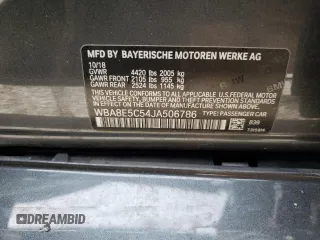 MFD BY BAYERISCHE MOTOREN WERKE AG
10/18
GVWR 4420 lbs 2005 kg
GAWR FRONT 2105 lbs 955 kg
GAWR REAR 2524 lbs 1145 kg
THIS VEHICLE CONFORMS TO ALL APPLICABLE
U.S. FEDERAL MOTOR VEHICLE SAFETY,
BUMPER AND THEFT PREVENTION STANDARDS
IN EFFECT ON THE DATE OF MANUFACTURE
SHOWN ABOVE.
WBA8E5C54JA506786 TYPE: PASSENGER CAR
B39
DREAMBID